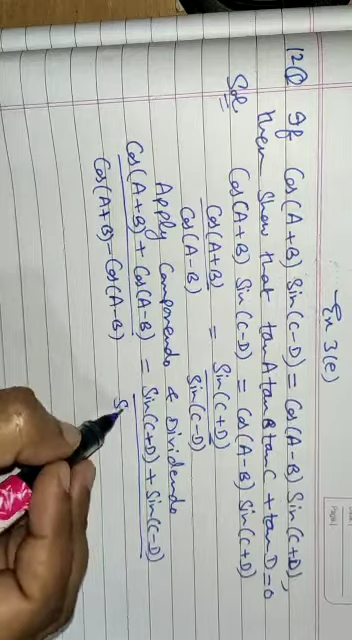 Ex 3(e)
12(i) If Cos(A+B) Sin(C-D) = Cos(A-B) Sin(C+D),
then show that tanA tanB tanC + tanD = 0
Sol Cos(A+B) Sin(C-D) = Cos(A-B) Sin(C+D)
Cos(A+B) / Cos(A-B) = Sin(C+D) / Sin(C-D)
Apply Componendo & Dividendo
Cos(A+B) + Cos(A-B) / Cos(A+B) - Cos(A-B) = Sin(C+D) + Sin(C-D) / S